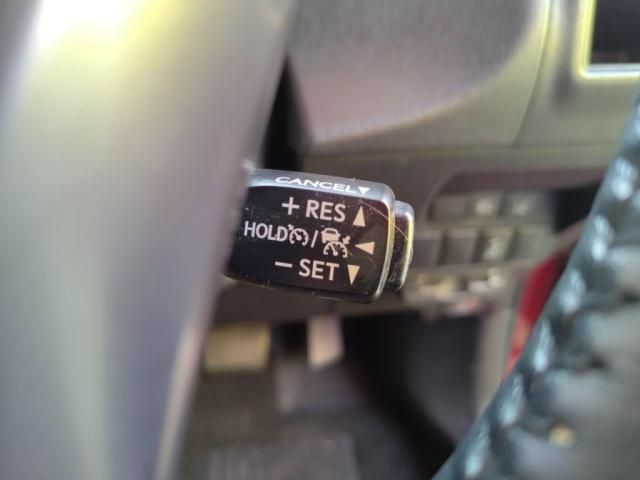 CANCEL▼
+ RES ▲
HOLD / ◀
− SET ▼